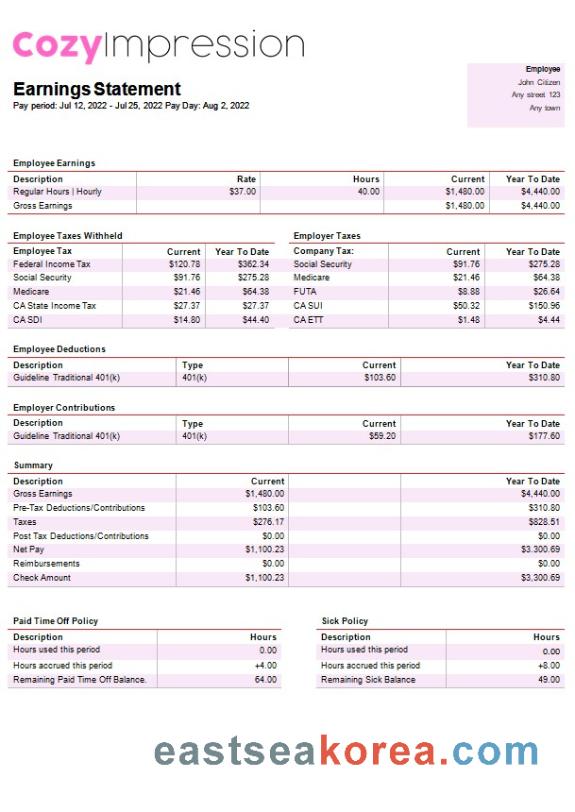 CozyImpression
Earnings Statement
Pay period: Jul 12, 2022 - Jul 25, 2022 Pay Day: Aug 2, 2022
Employee
John Citizen
Any street 123
Any town
Employee Earnings
Description Rate Hours Current Year To Date
Regular Hours | Hourly $37.00 40.00 $1,480.00 $4,440.00
Gross Earnings $1,480.00 $4,440.00
Employee Taxes Withheld
Employee Tax Current Year To Date
Federal Income Tax $120.78 $362.34
Social Security $91.76 $275.28
Medicare $21.46 $64.38
CA State Income Tax $27.37 $27.37
CA SDI $14.80 $44.40
Employer Taxes
Company Tax: Current Year To Date
Social Security $91.76 $275.28
Medicare $21.46 $64.38
FUTA $8.88 $26.64
CA SUI $50.32 $150.96
CA ETT $1.48 $4.44
Employee Deductions
Description Type Current Year To Date
Guideline Traditional 401(k) 401(k) $103.60 $310.80
Employer Contributions
Description Type Current Year To Date
Guideline Traditional 401(k) 401(k) $59.20 $177.60
Summary
Description Current Year To Date
Gross Earnings $1,480.00 $4,440.00
Pre-Tax Deductions/Contributions $103.60 $310.80
Taxes $276.17 $828.51
Post Tax Deductions/Contributions $0.00 $0.00
Net Pay $1,100.23 $3.300.69
Reimbursements $0.00 $0.00
Check Amount $1,100.23 $3,300.69
Paid Time Off Policy
Description Hours
Hours used this period 0.00
Hours accrued this period +4.00
Remaining Paid Time Off Balance. 64.00
Sick Policy
Description Hours
Hours used this period 0.00
Hours accrued this period +8.00
Remaining Sick Balance 49.00
eastseakorea.com